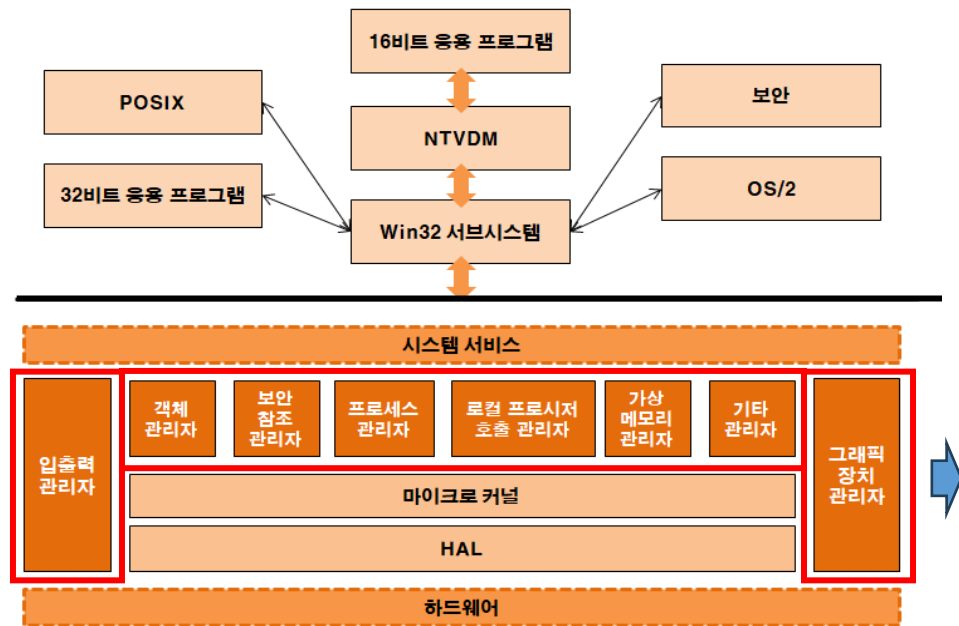 16비트 응용 프로그램
POSIX
보안
NTVDM
32비트 응용 프로그램
OS/2
Win32 서브시스템
시스템 서비스
입출력
관리자
객체
관리자
보안
참조
관리자
프로세스
관리자
로컬 프로시저
호출 관리자
가상
메모리
관리자
기타
관리자
그래픽
장치
관리자
마이크로 커널
HAL
하드웨어